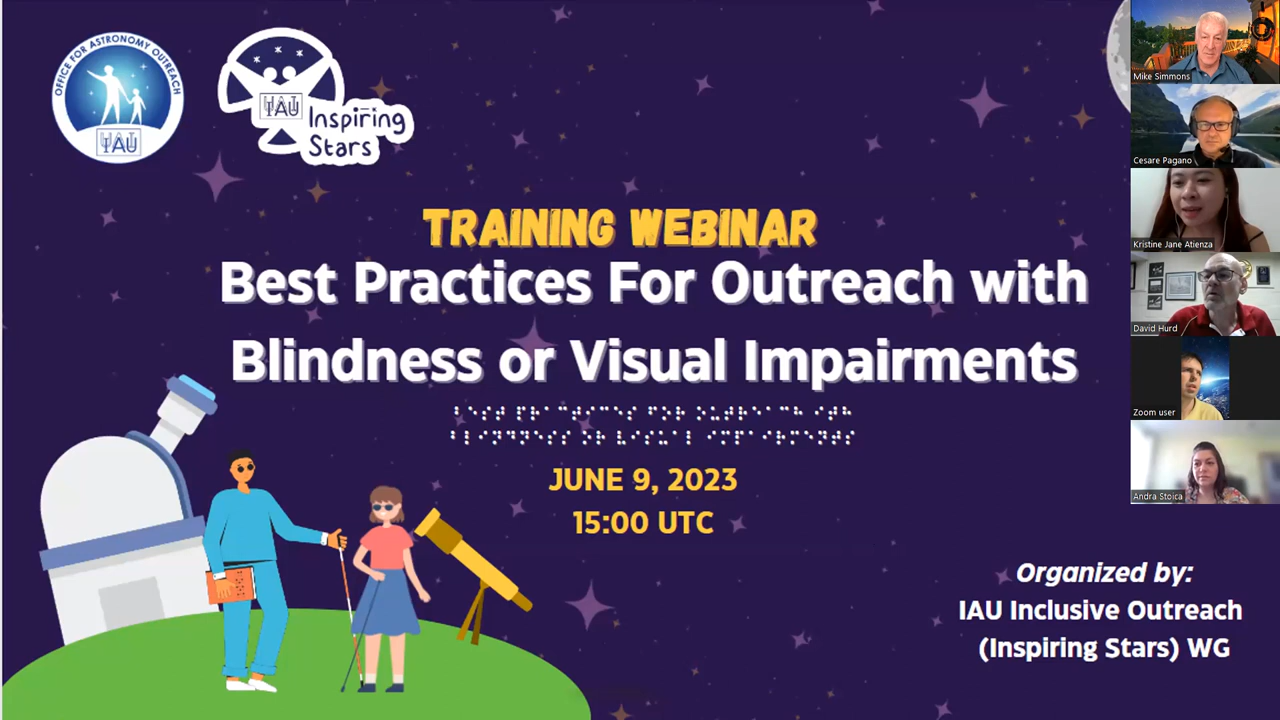 OFFICE FOR ASTRONOMY OUTREACH
IAU
IAU Inspiring
Stars
TRAINING WEBINAR
Best Practices For Outreach with
Blindness or Visual Impairments
JUNE 9, 2023
15:00 UTC
Organized by:
IAU Inclusive Outreach
(Inspiring Stars) WG
Mike Simmons
Cesare Pagano
Kristine Jane Atienza
David Hurd
Zoom user
Andra Stoica